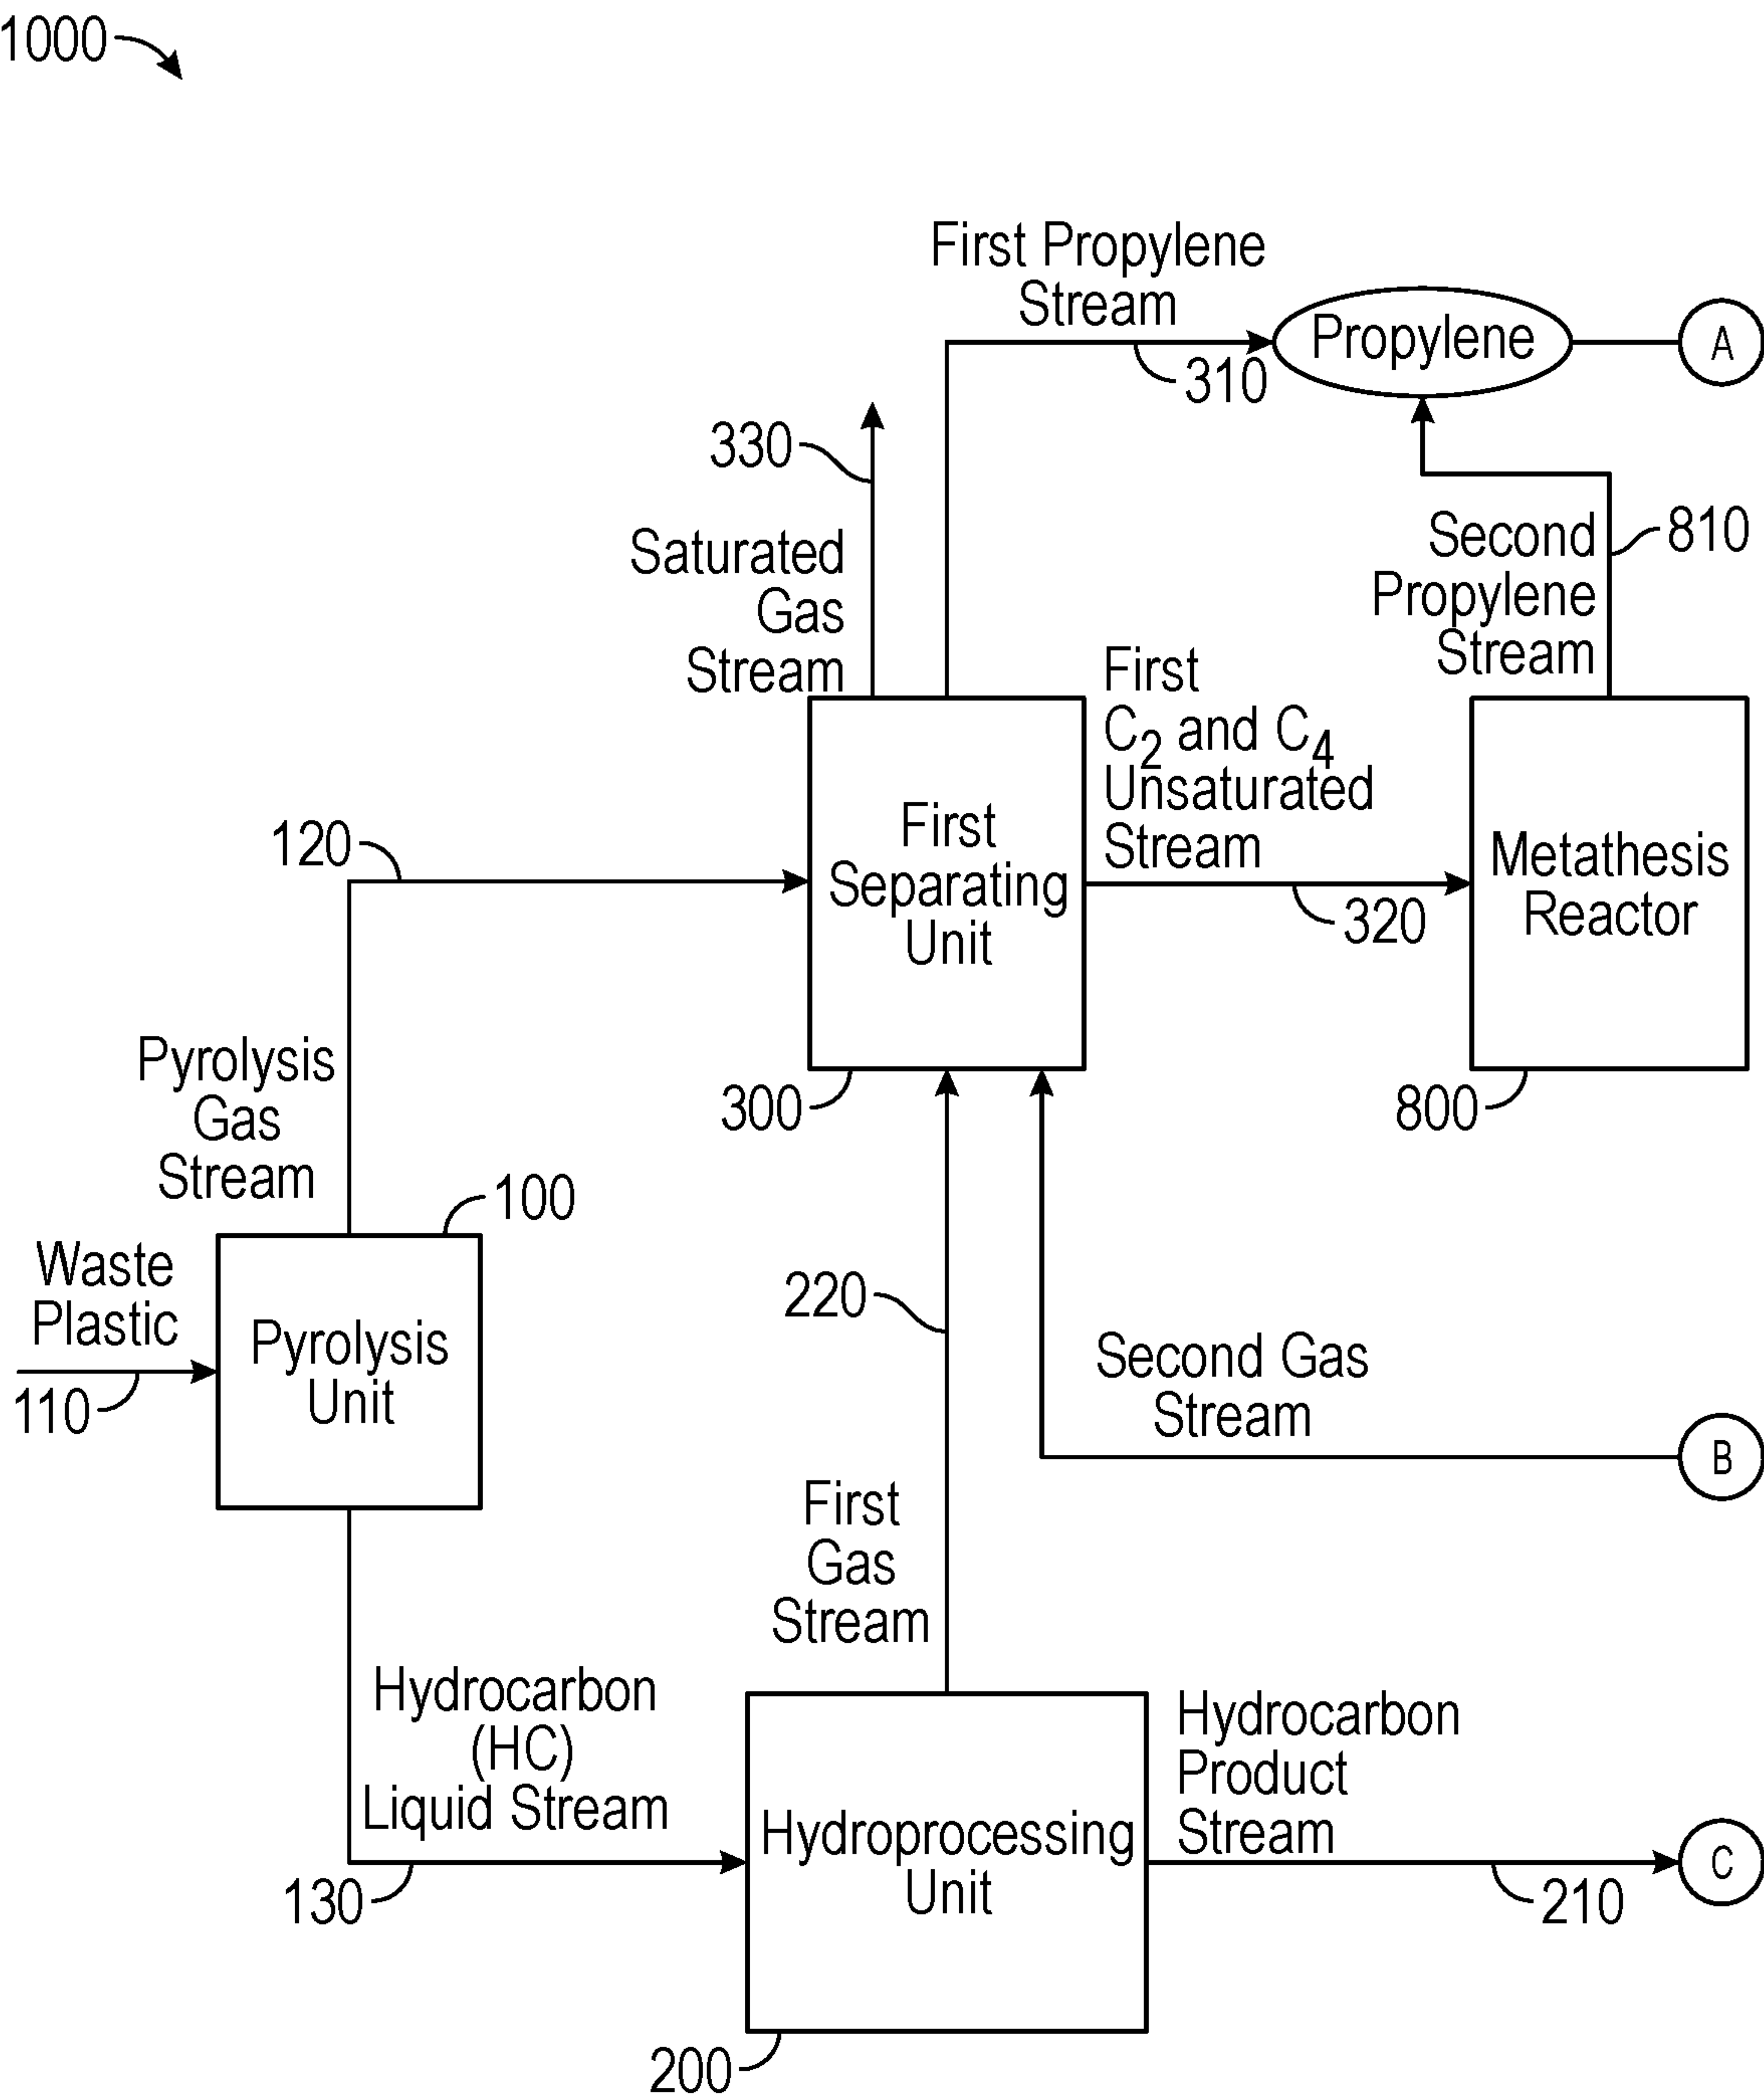 1000
First Propylene
Stream
310
Propylene
A
330
Saturated
Gas
Stream
Second
Propylene
Stream
810
First
C2 and C4
Unsaturated
Stream
320
First
Separating
Unit
300
Metathesis
Reactor
800
120
Pyrolysis
Gas
Stream
100
Waste
Plastic
110
Pyrolysis
Unit
220
Second Gas
Stream
B
First
Gas
Stream
Hydrocarbon
(HC)
Liquid Stream
130
Hydroprocessing
Unit
200
Hydrocarbon
Product
Stream
210
C